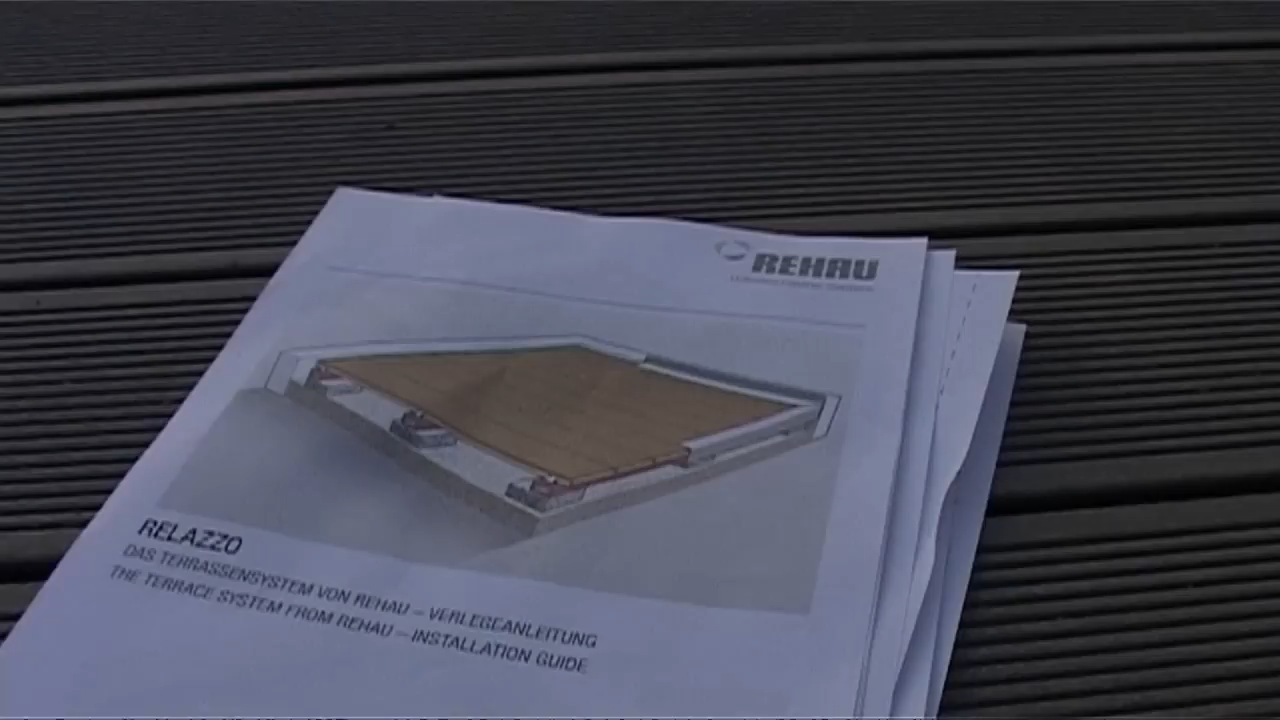 REHAU
RELAZZO
DAS TERRASSENSYSTEM VON REHAU – VERLEGEANLEITUNG
THE TERRACE SYSTEM FROM REHAU – INSTALLATION GUIDE